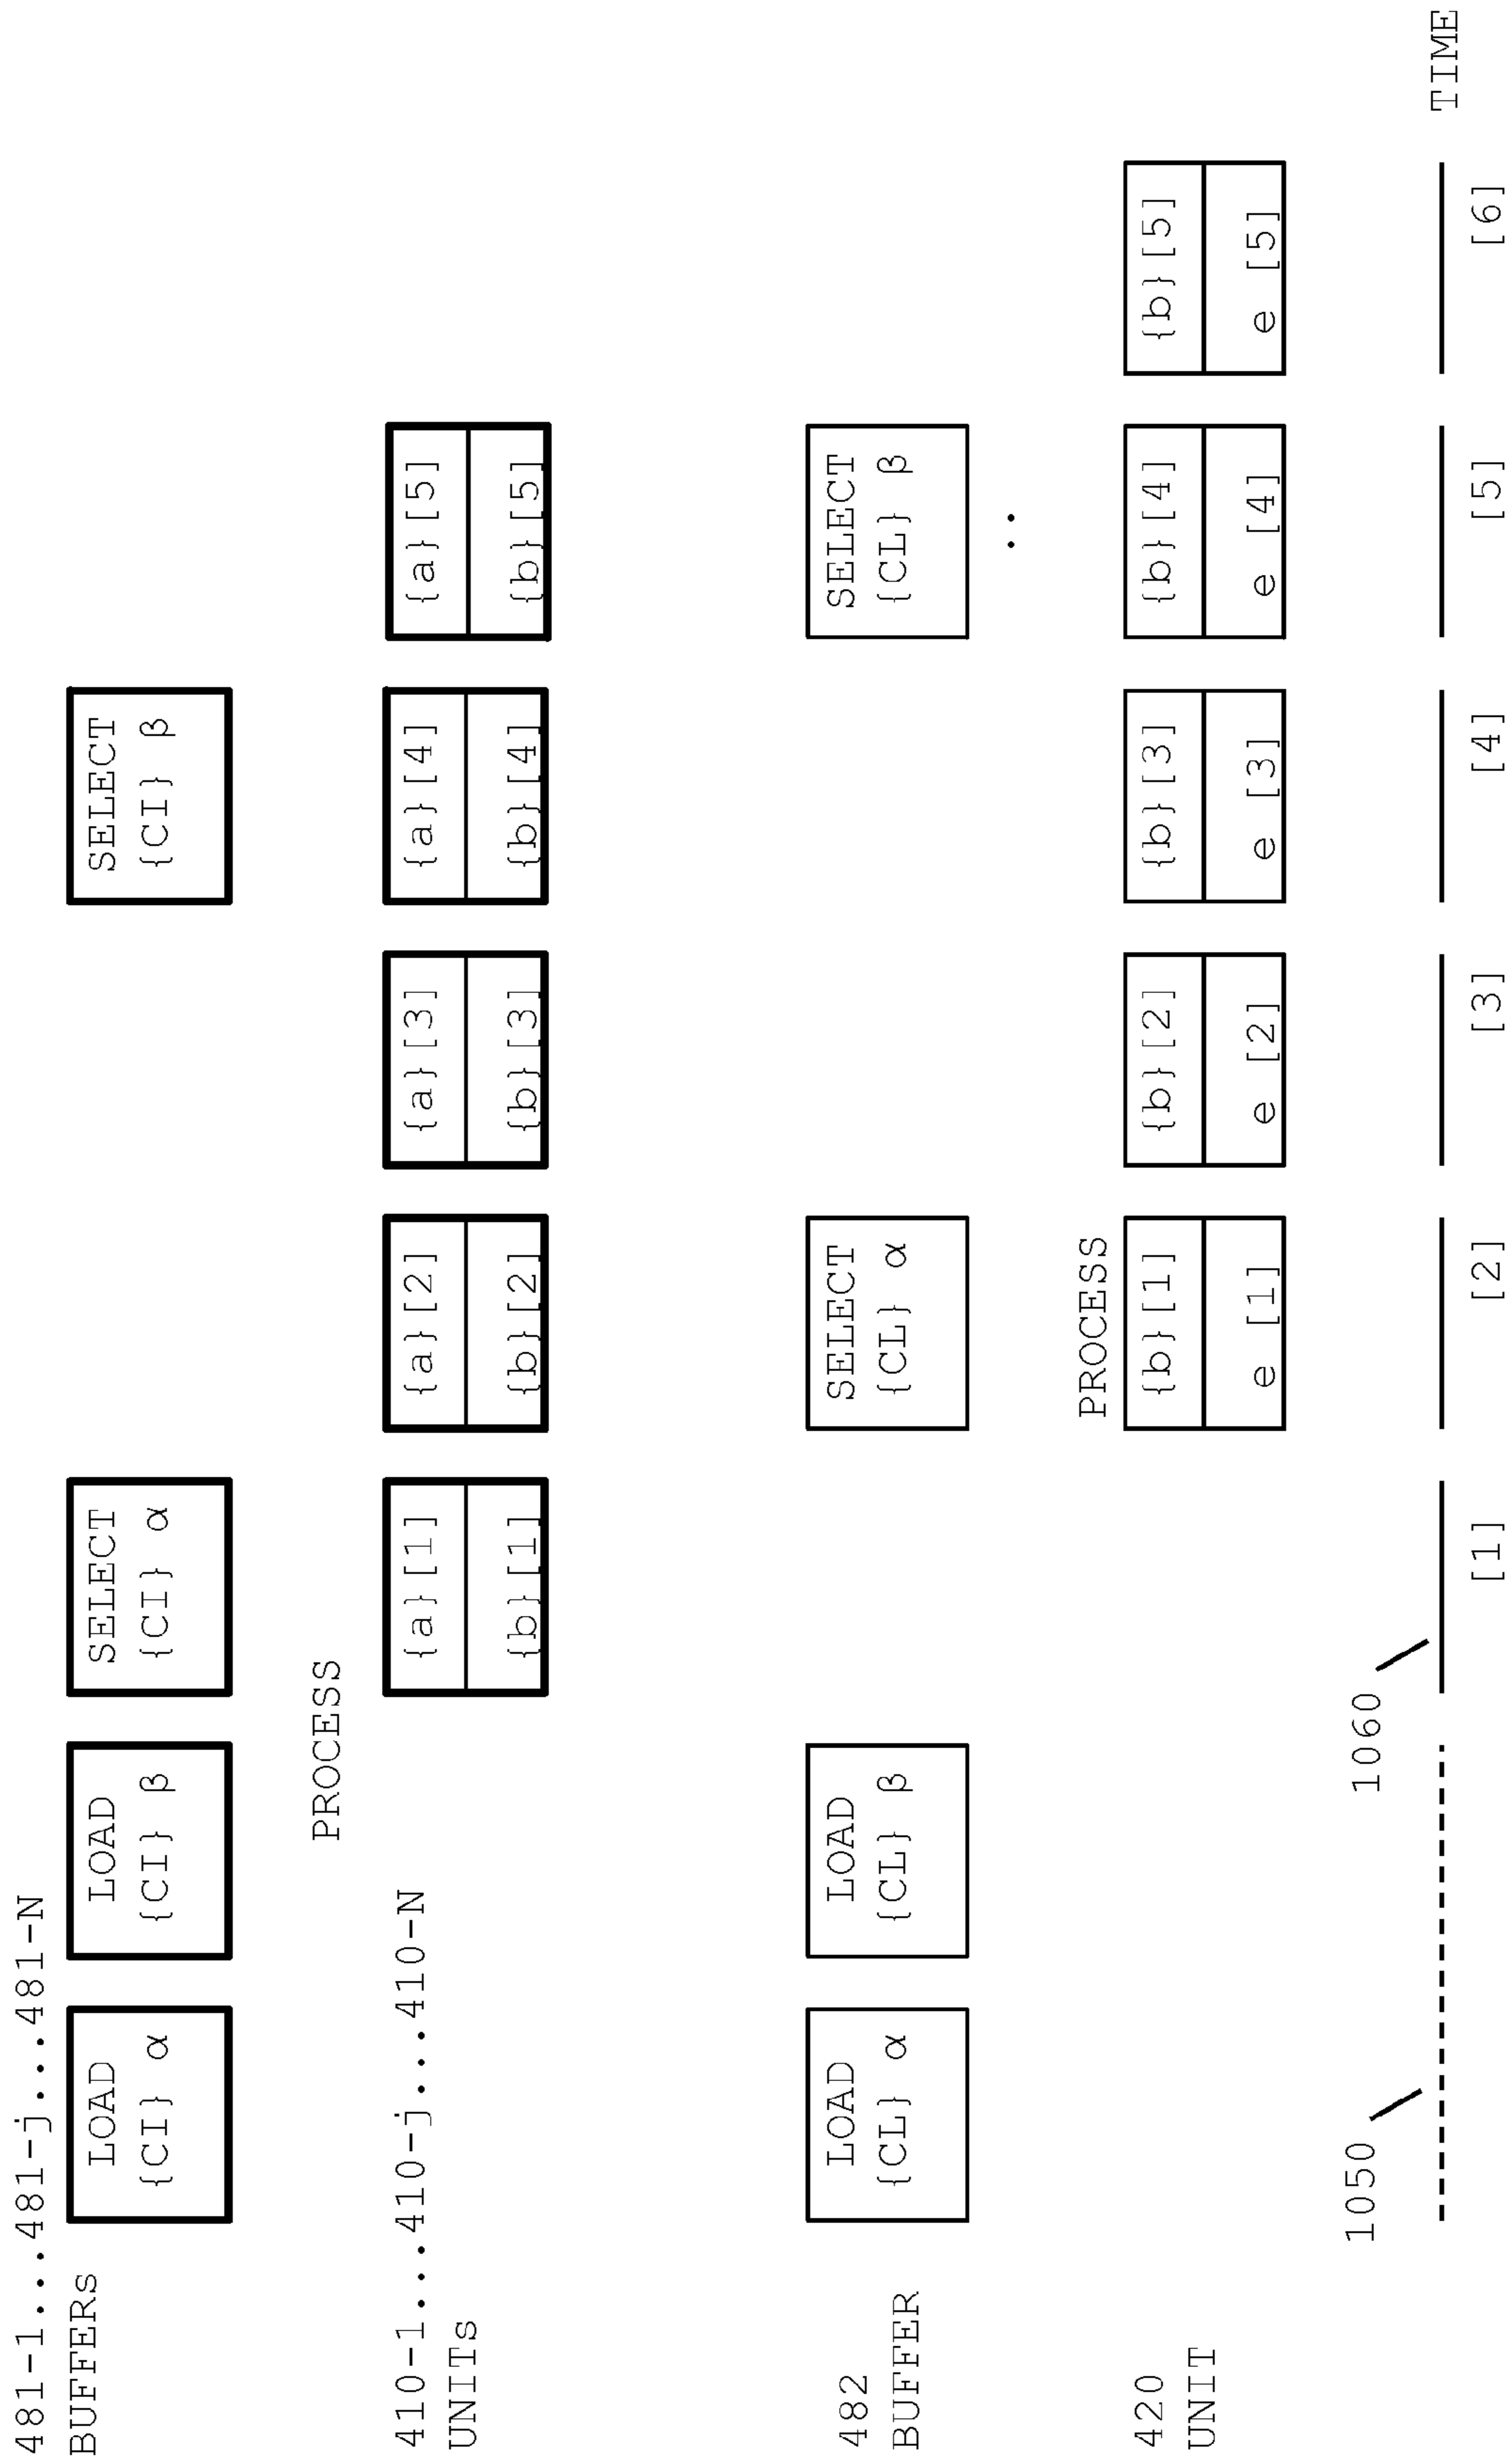 481-1...481-j...481-N
BUFFERs
LOAD
{CI} α
LOAD
{CI} β
SELECT
{CI} α
SELECT
{CI} β
PROCESS
410-1...410-j...410-N
UNITs
{a}[1]
{b}[1]
{a}[2]
{b}[2]
{a}[3]
{b}[3]
{a}[4]
{b}[4]
{a}[5]
{b}[5]
482
BUFFER
LOAD
{CL} α
LOAD
{CL} β
SELECT
{CL} α
SELECT
{CL} β
..
PROCESS
420
UNIT
{b}[1]
e [1]
{b}[2]
e [2]
{b}[3]
e [3]
{b}[4]
e [4]
{b}[5]
e [5]
1050
1060
TIME
[1]
[2]
[3]
[4]
[5]
[6]